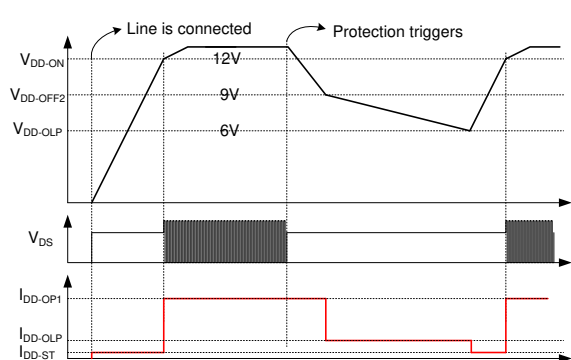 Line is connected
Protection triggers
VDD-ON
12V
VDD-OFF2
9V
VDD-OLP
6V
VDS
IDD-OP1
IDD-OLP
IDD-ST